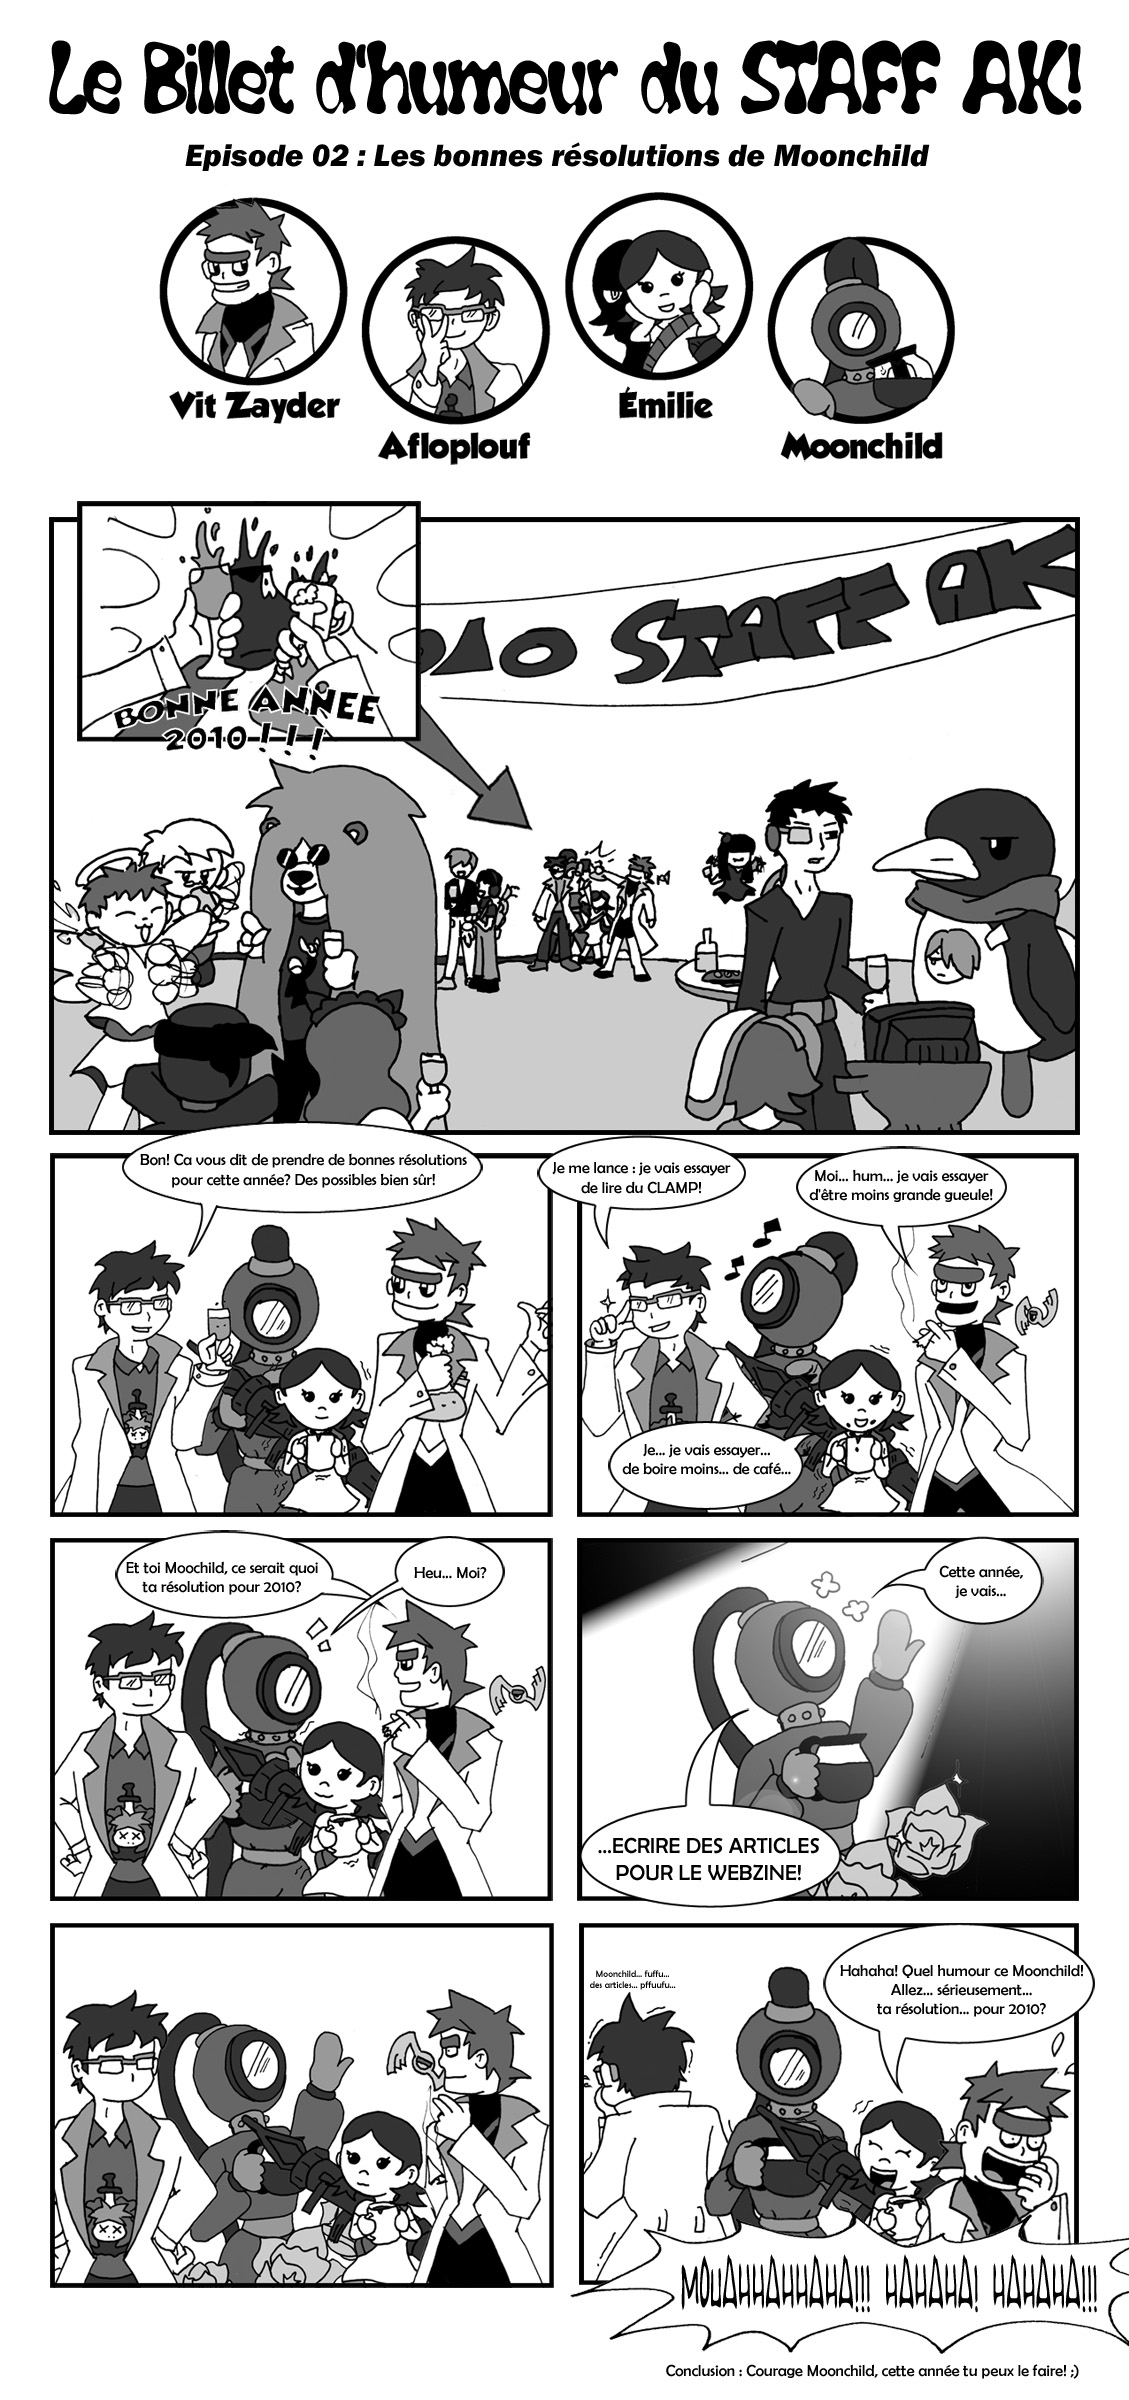 Le Billet d'humeur du STAFF AK!
Episode 02 : Les bonnes résolutions de Moonchild
Vit Zayder
Afloplouf
Émilie
Moonchild
BONNE ANNEE
2010 ! ! !
010 STAFF AK
Bon! Ca vous dit de prendre de bonnes résolutions
pour cette année? Des possibles bien sûr!
Je me lance : je vais essayer
de lire du CLAMP!
Moi... hum... je vais essayer
d'être moins grande gueule!
Je... je vais essayer...
de boire moins... de café...
Et toi Moochild, ce serait quoi
ta résolution pour 2010?
Heu... Moi?
Cette année,
je vais...
...ECRIRE DES ARTICLES
POUR LE WEBZINE!
Moonchild... fuffu...
des articles... pffuufu...
Hahaha! Quel humour ce Moonchild!
Allez... sérieusement...
ta résolution... pour 2010?
MOUAHHAHHAHA!!! HAHAHA! HAHAHA!!!
Conclusion : Courage Moonchild, cette année tu peux le faire! ;)